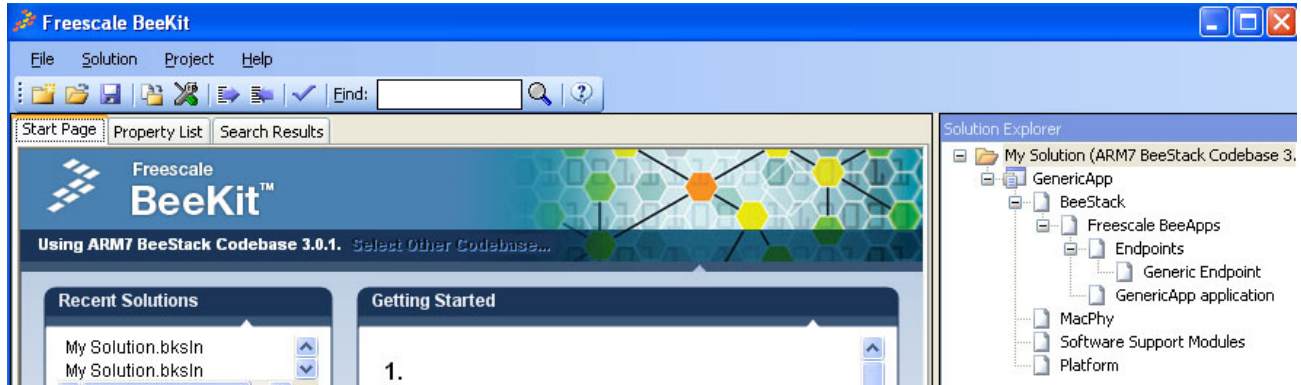 Freescale BeeKit
File Solution Project Help
Find:
Start Page Property List Search Results
Freescale
BeeKit™
Using ARM7 BeeStack Codebase 3.0.1. Select Other Codebase...
Recent Solutions
My Solution.bksln
My Solution.bksln
Getting Started
1.
Solution Explorer
My Solution (ARM7 BeeStack Codebase 3.
GenericApp
BeeStack
Freescale BeeApps
Endpoints
Generic Endpoint
GenericApp application
MacPhy
Software Support Modules
Platform